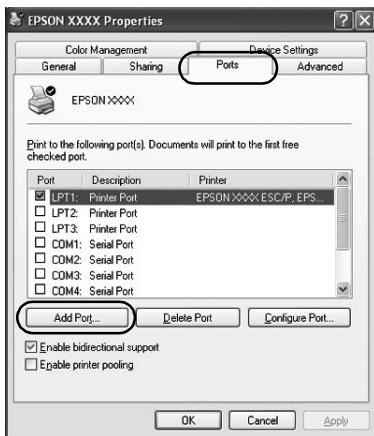 EPSON XXXX Properties
Color Management Device Settings
General Sharing Ports Advanced
EPSON XXXX
Print to the following port(s). Documents will print to the first free
checked port.
Port Description Printer
LPT1: Printer Port EPSON XXXX ESC/P, EPS...
LPT2: Printer Port
LPT3: Printer Port
COM1: Serial Port
COM2: Serial Port
COM3: Serial Port
COM4: Serial Port
Add Port... Delete Port Configure Port...
Enable bidirectional support
Enable printer pooling
OK Cancel Apply